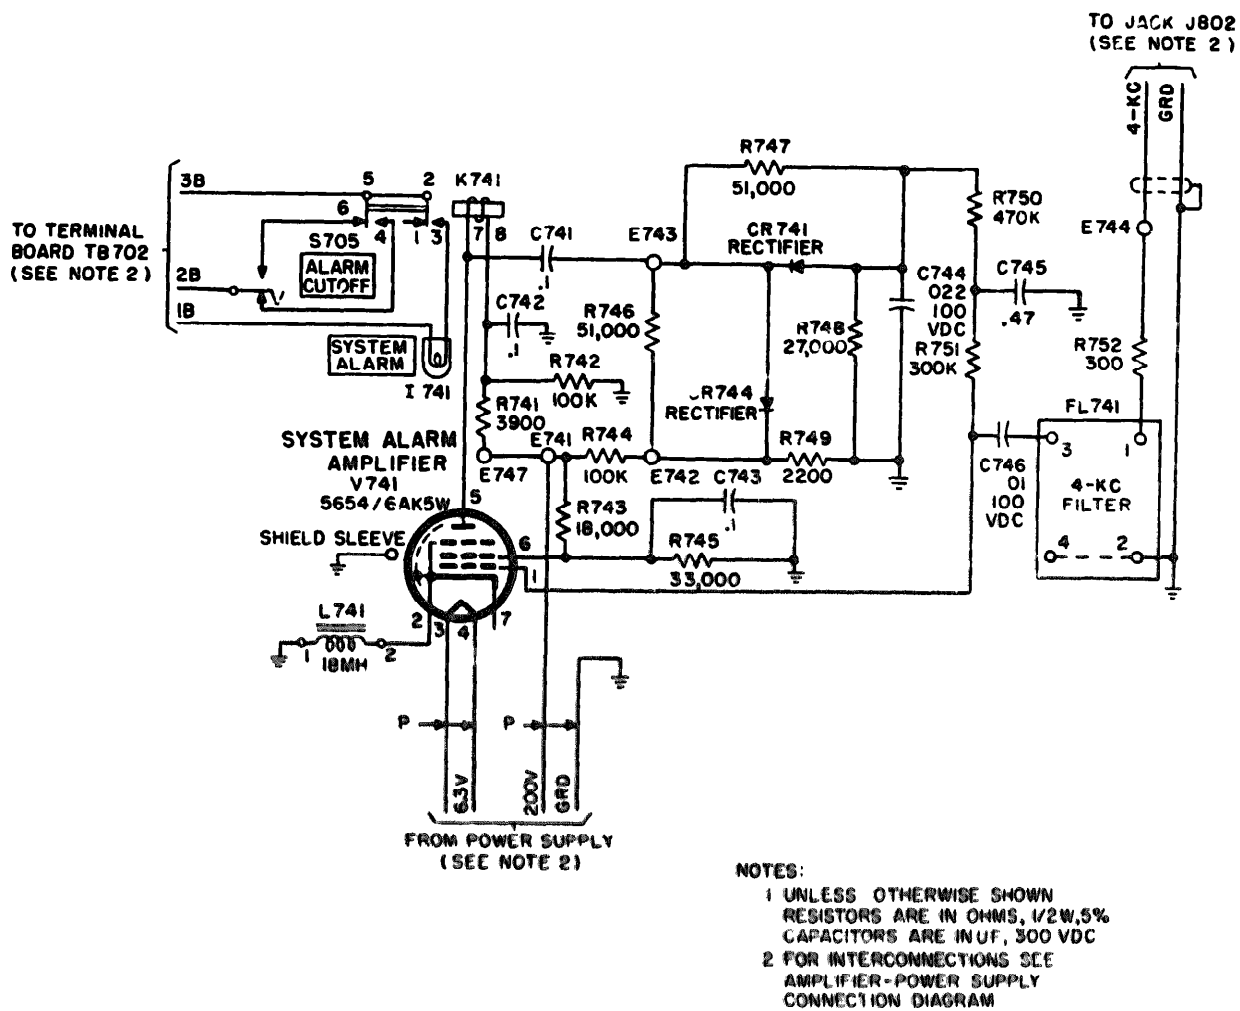 TO JACK J802
(SEE NOTE 2)
4-KC
GRD
R747
51,000
3B
5
2
K741
6
4
1
3
7
8
S705
ALARM
CUTOFF
TO TERMINAL
BOARD TB702
(SEE NOTE 2)
2B
1B
SYSTEM
ALARM
I 741
C741
.1
E743
CR741
RECTIFIER
R750
470K
E744
C742
.1
R746
51,000
R748
27,000
C744
022
100
VDC
C745
.47
R751
300K
R752
300
R742
100K
R741
3900
R744
RECTIFIER
FL741
SYSTEM ALARM
AMPLIFIER
V741
5654/6AK5W
E741
R744
100K
R749
2200
E747
E742
C743
.1
C746
01
100
VDC
3
1
4-KC
FILTER
4
2
5
R743
18,000
SHIELD SLEEVE
6
1
R745
33,000
2
3
4
7
L741
1
18MH
2
P
P
6.3V
200V
GRD
FROM POWER SUPPLY
(SEE NOTE 2)
NOTES:
1 UNLESS OTHERWISE SHOWN
RESISTORS ARE IN OHMS, 1/2W,5%
CAPACITORS ARE IN UF, 300 VDC
2 FOR INTERCONNECTIONS SEE
AMPLIFIER-POWER SUPPLY
CONNECTION DIAGRAM